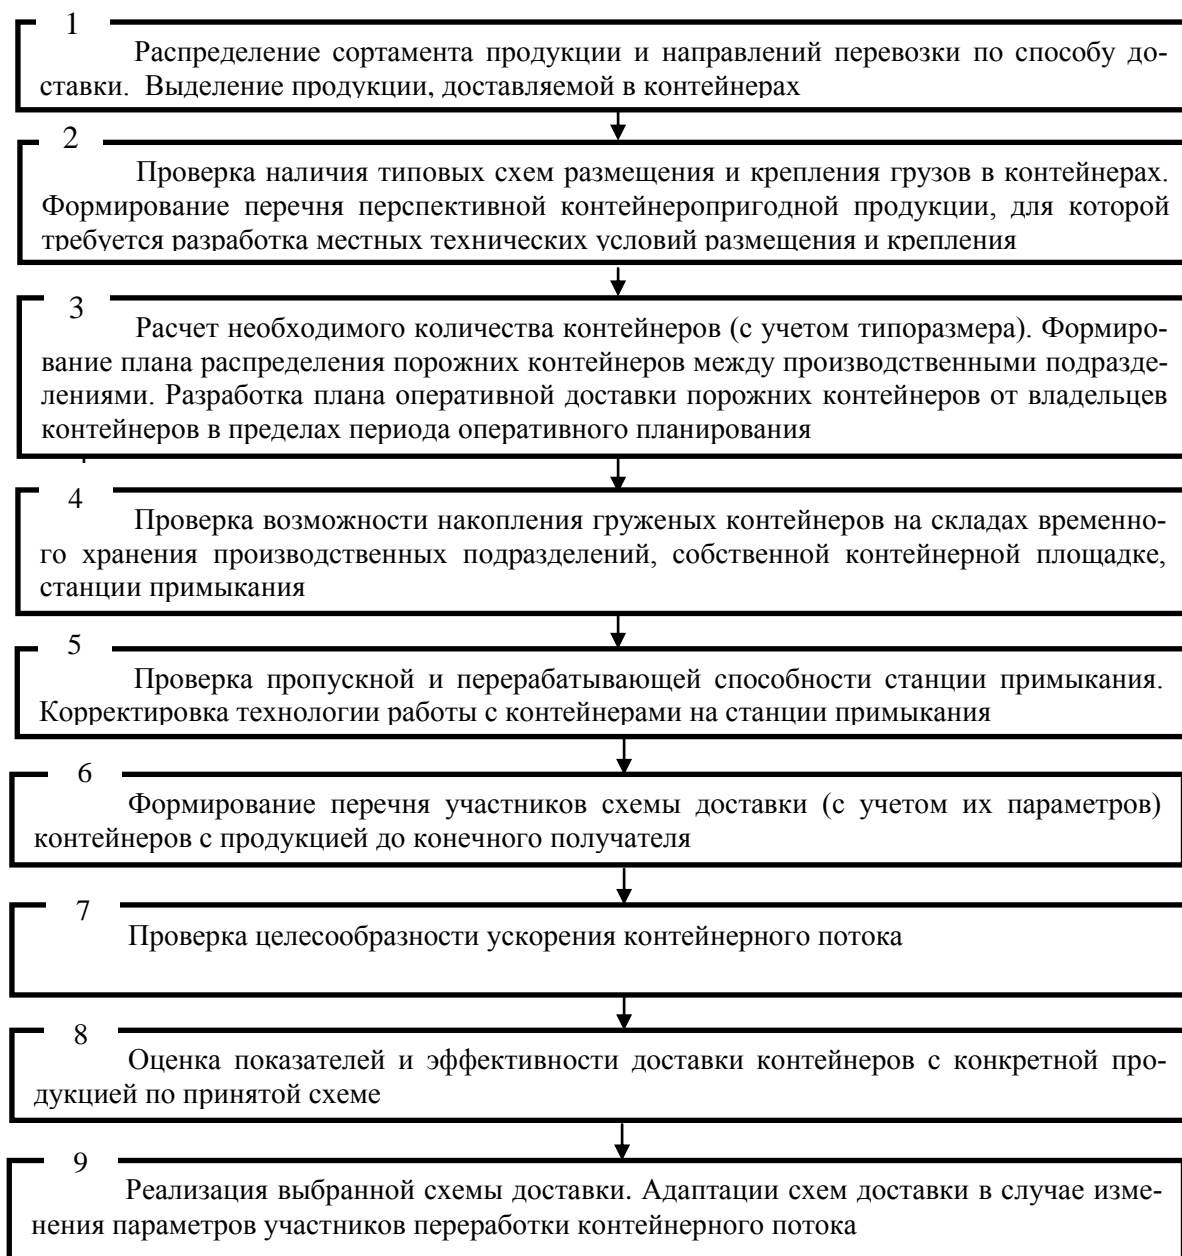 1
Распределение сортамента продукции и направлений перевозки по способу до-
ставки. Выделение продукции, доставляемой в контейнерах
2
Проверка наличия типовых схем размещения и крепления грузов в контейнерах.
Формирование перечня перспективной контейнеропригодной продукции, для которой
требуется разработка местных технических условий размещения и крепления
3
Расчет необходимого количества контейнеров (с учетом типоразмера). Формиро-
вание плана распределения порожних контейнеров между производственными подразде-
лениями. Разработка плана оперативной доставки порожних контейнеров от владельцев
контейнеров в пределах периода оперативного планирования
4
Проверка возможности накопления груженых контейнеров на складах временно-
го хранения производственных подразделений, собственной контейнерной площадке,
станции примыкания
5
Проверка пропускной и перерабатывающей способности станции примыкания.
Корректировка технологии работы с контейнерами на станции примыкания
6
Формирование перечня участников схемы доставки (с учетом их параметров)
контейнеров с продукцией до конечного получателя
7
Проверка целесообразности ускорения контейнерного потока
8
Оценка показателей и эффективности доставки контейнеров с конкретной про-
дукцией по принятой схеме
9
Реализация выбранной схемы доставки. Адаптации схем доставки в случае изме-
нения параметров участников переработки контейнерного потока